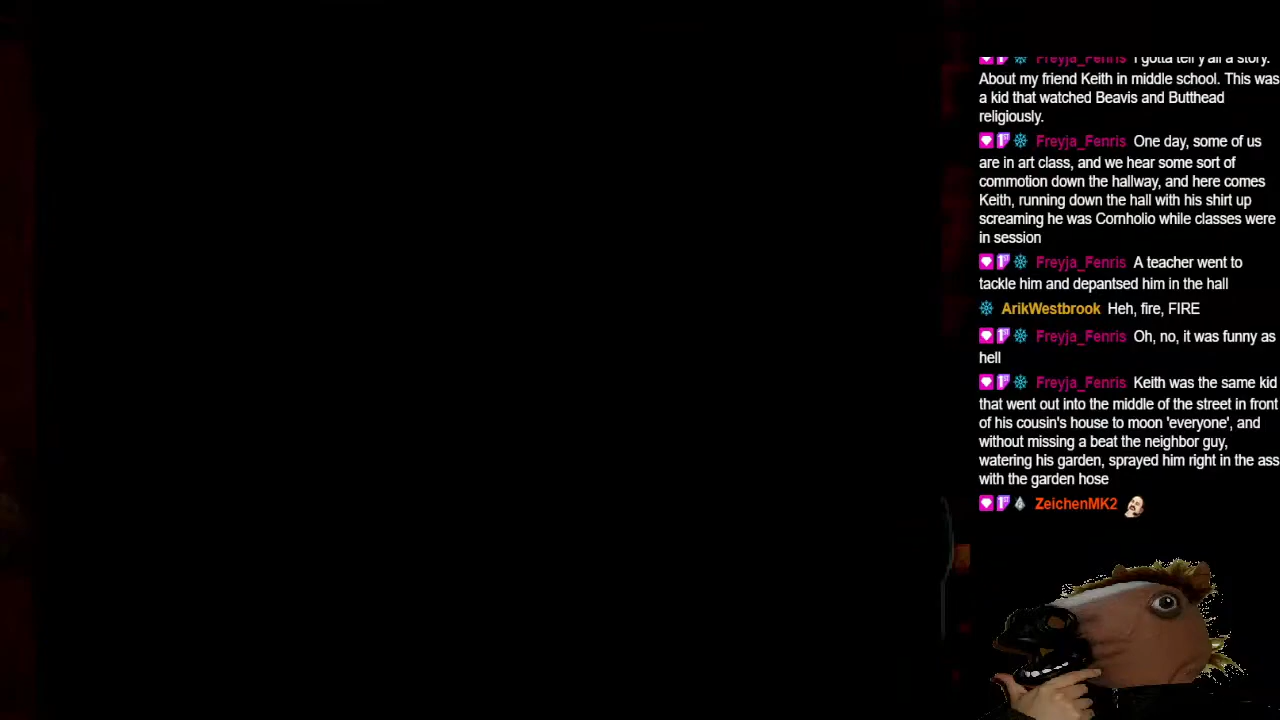 Freyja_Fenris I gotta tell y'all a story.
About my friend Keith in middle school. This was
a kid that watched Beavis and Butthead
religiously.
Freyja_Fenris One day, some of us
are in art class, and we hear some sort of
commotion down the hallway, and here comes
Keith, running down the hall with his shirt up
screaming he was Cornholio while classes were
in session
Freyja_Fenris A teacher went to
tackle him and depantsed him in the hall
ArikWestbrook Heh, fire, FIRE
Freyja_Fenris Oh, no, it was funny as
hell
Freyja_Fenris Keith was the same kid
that went out into the middle of the street in front
of his cousin's house to moon 'everyone', and
without missing a beat the neighbor guy,
watering his garden, sprayed him right in the ass
with the garden hose
ZeichenMK2